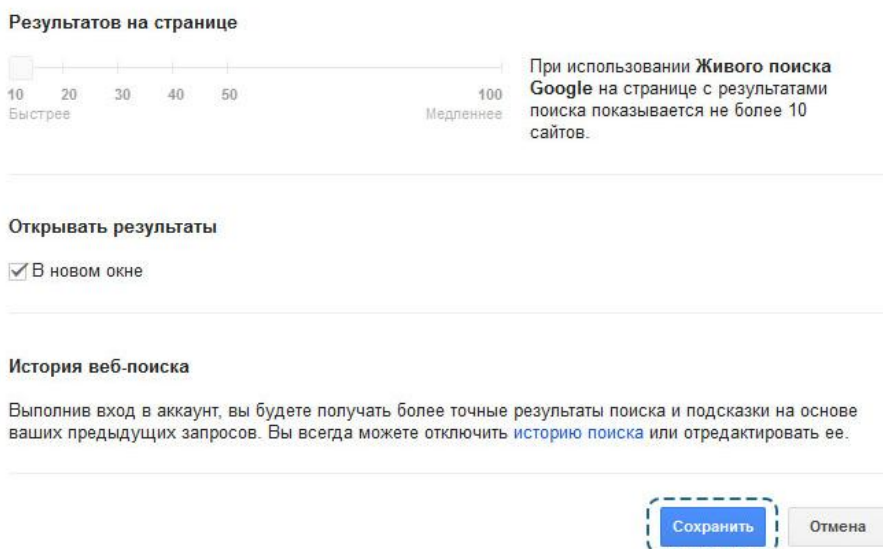 Результатов на странице
10 20 30 40 50 100
Быстрее Медленнее
При использовании Живого поиска
Google на странице с результатами
поиска показывается не более 10
сайтов.
Открывать результаты
В новом окне
История веб-поиска
Выполнив вход в аккаунт, вы будете получать более точные результаты поиска и подсказки на основе
ваших предыдущих запросов. Вы всегда можете отключить историю поиска или отредактировать ее.
Сохранить Отмена